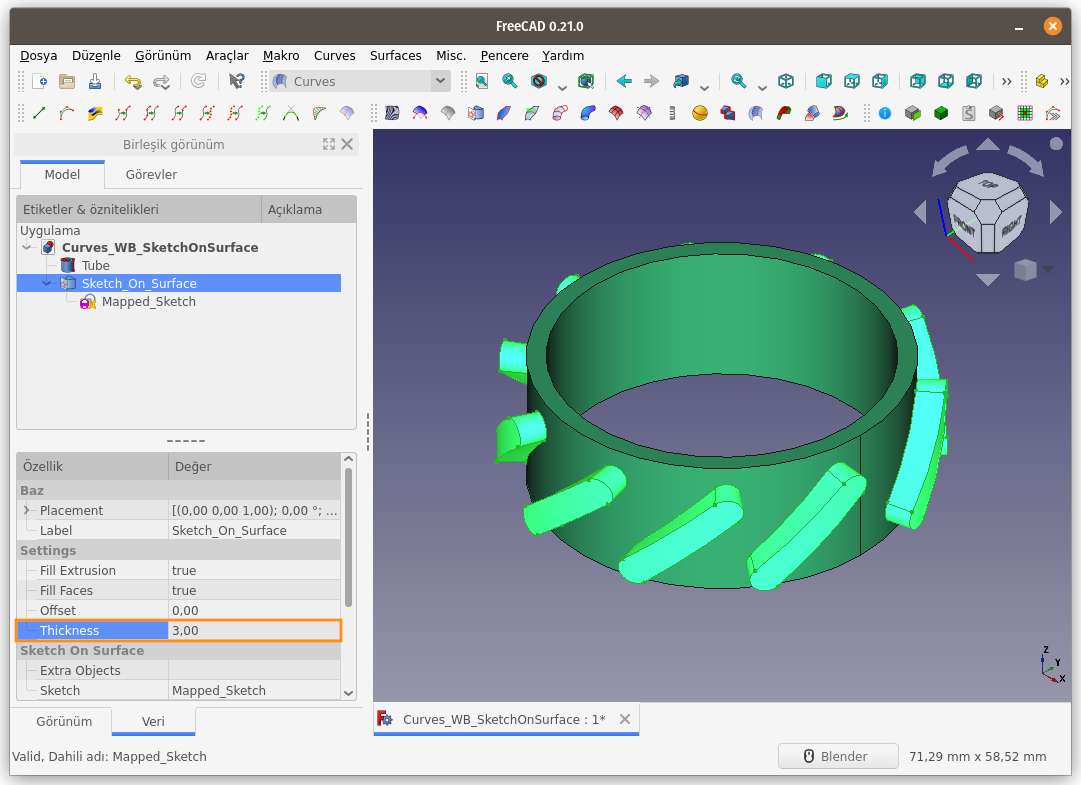 FreeCAD 0.21.0
Dosya Düzenle Görünüm Araçlar Makro Curves Surfaces Misc. Pencere Yardım
Curves
Birleşik görünüm
Model Görevler
Etiketler & öznitelikleri Açıklama
Uygulama
Curves_WB_SketchOnSurface
Tube
Sketch_On_Surface
Mapped_Sketch
TOP
FRONT
RIGHT
Özellik Değer
Baz
Placement [(0,00 0,00 1,00); 0,00 °; ...
Label Sketch_On_Surface
Settings
Fill Extrusion true
Fill Faces true
Offset 0,00
Thickness 3,00
Sketch On Surface
Extra Objects
Sketch Mapped_Sketch
Z
Y
X
Görünüm Veri
Curves_WB_SketchOnSurface : 1*
Valid, Dahili adı: Mapped_Sketch
Blender 71,29 mm x 58,52 mm